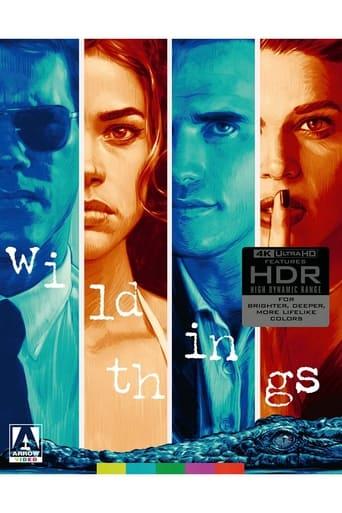 Wi
ld
th
in
gs
4K ULTRA HD
FEATURES
HDR
HIGH DYNAMIC RANGE
FOR
BRIGHTER, DEEPER,
MORE LIFELIKE
COLORS
ARROW
VIDEO